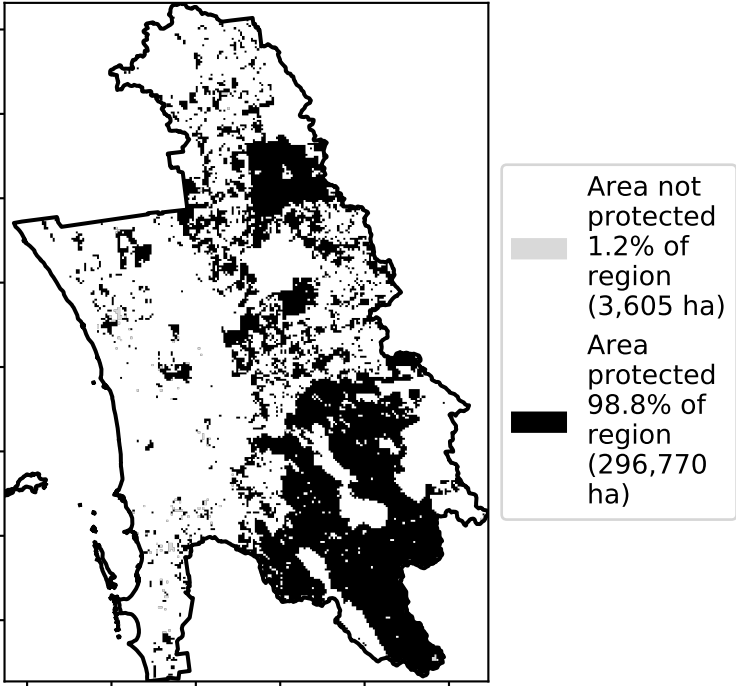 Area not
protected
1.2% of
region
(3,605 ha)
Area
protected
98.8% of
region
(296,770
ha)